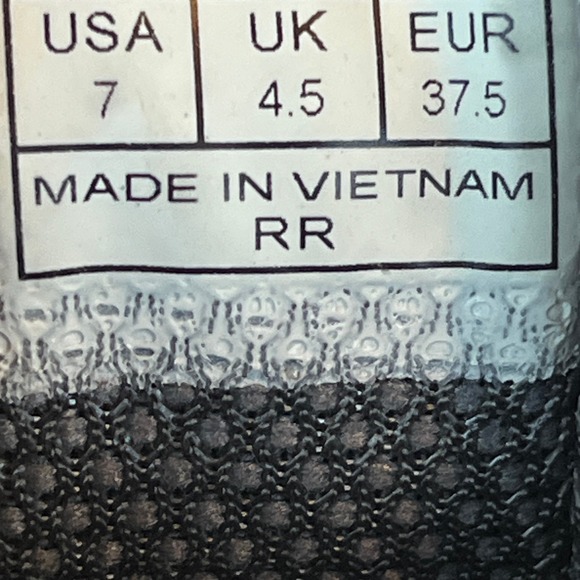 USA UK EUR
7 4.5 37.5
MADE IN VIETNAM
RR